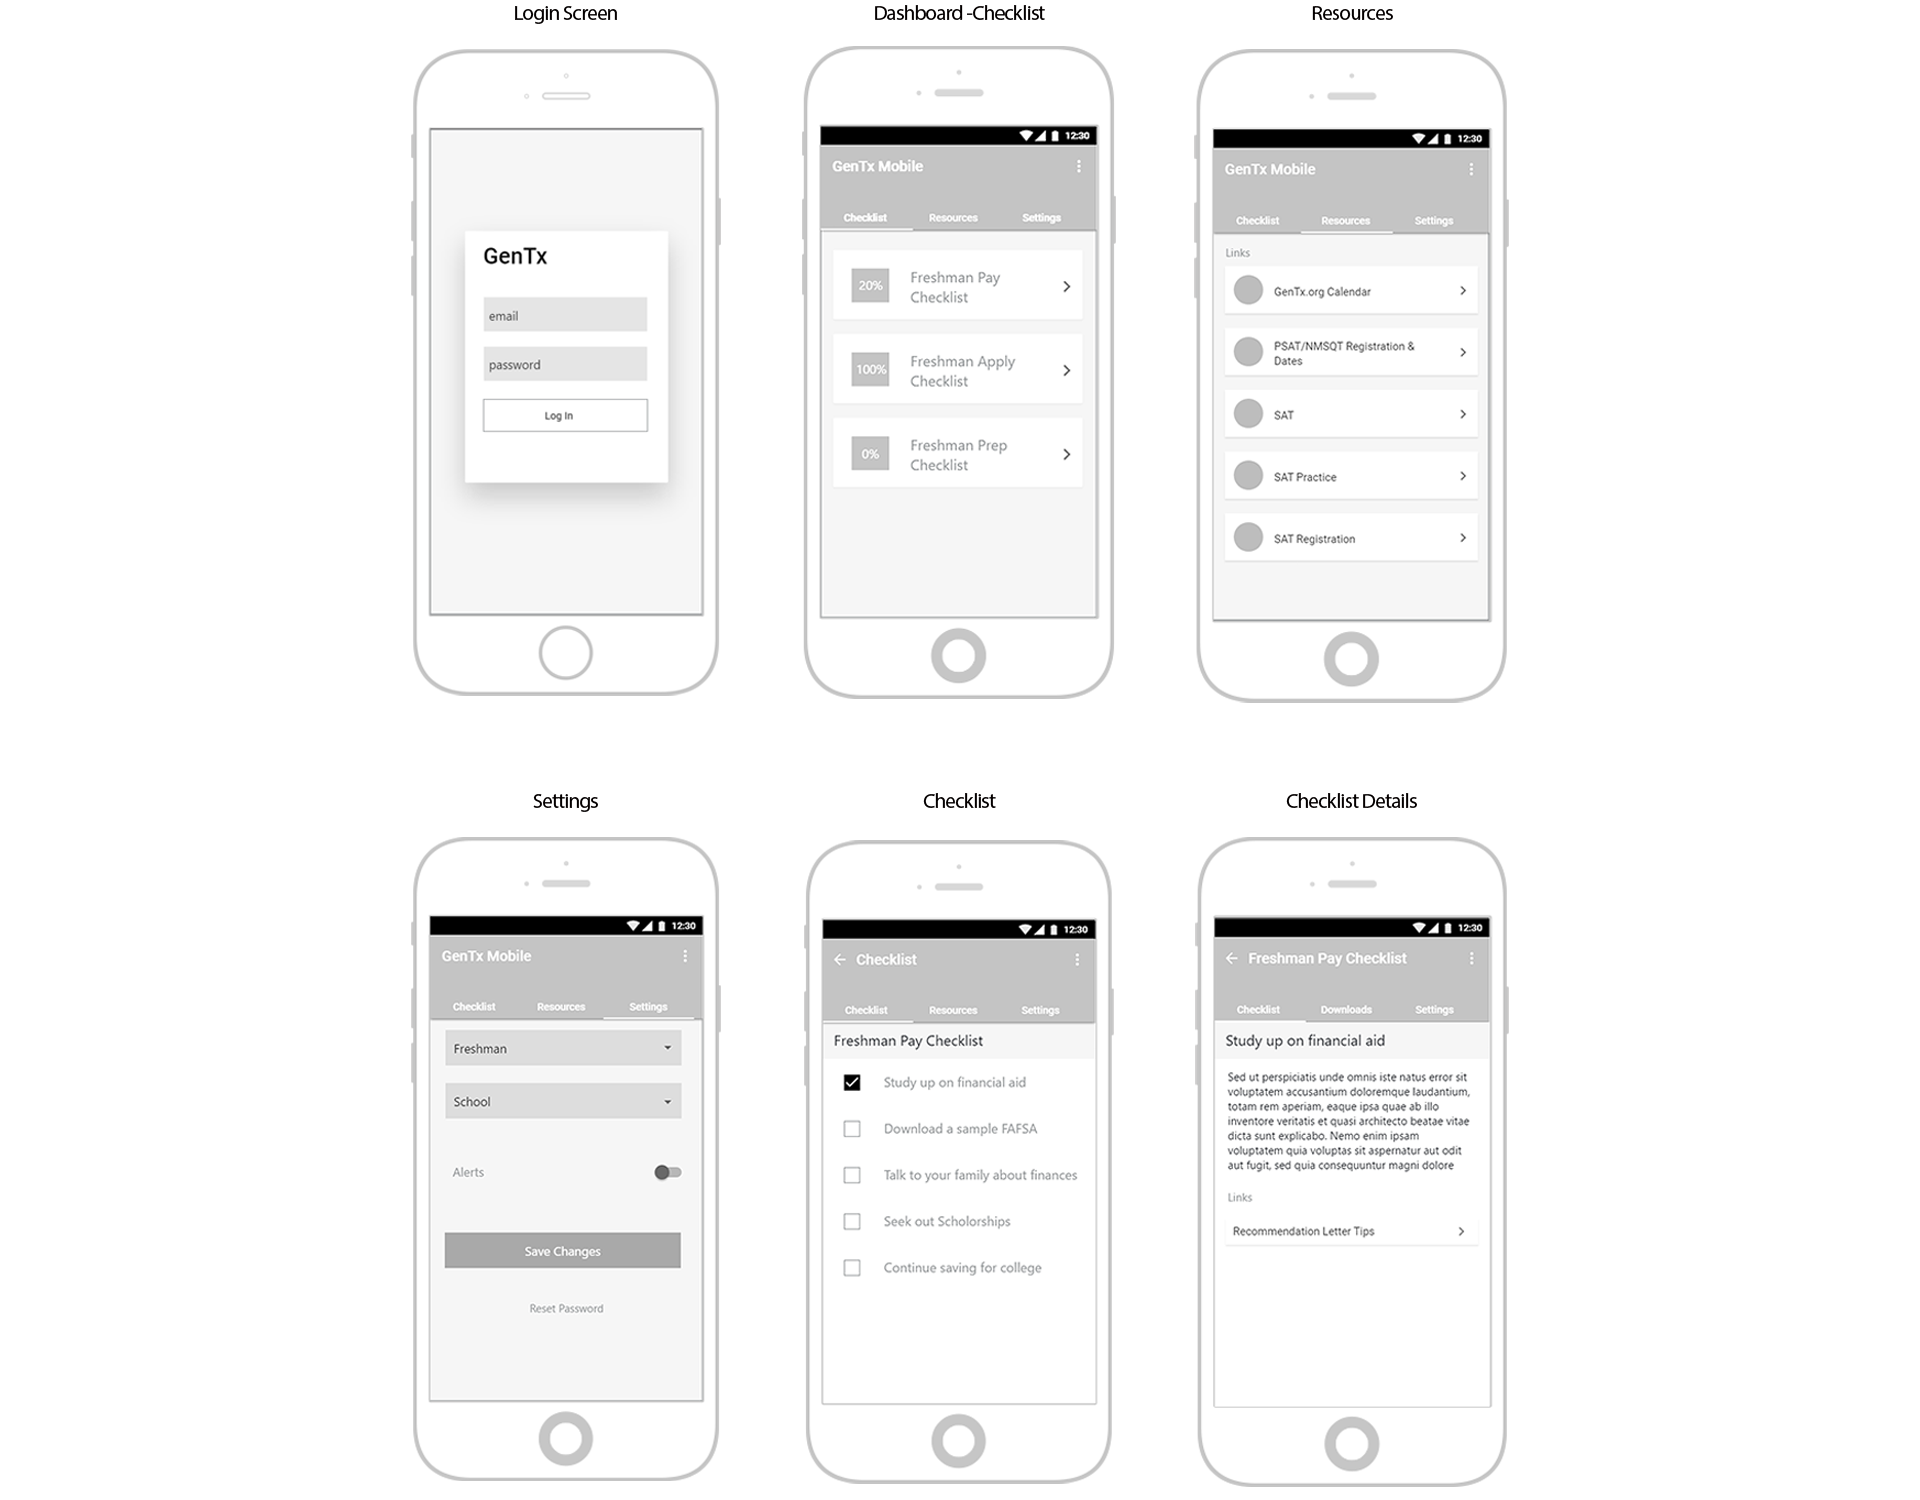 Login Screen
GenTx
email
password
Log In
Dashboard -Checklist
12:30
GenTx Mobile
Checklist Resources Settings
20%
Freshman Pay
Checklist
100%
Freshman Apply
Checklist
0%
Freshman Prep
Checklist
Resources
12:30
GenTx Mobile
Checklist Resources Settings
Links
GenTx.org Calendar
PSAT/NMSQT Registration &
Dates
SAT
SAT Practice
SAT Registration
Settings
12:30
GenTx Mobile
Checklist Resources Settings
Freshman
School
Alerts
Save Changes
Reset Password
Checklist
12:30
Checklist
Checklist Resources Settings
Freshman Pay Checklist
Study up on financial aid
Download a sample FAFSA
Talk to your family about finances
Seek out Scholorships
Continue saving for college
Checklist Details
12:30
Freshman Pay Checklist
Checklist Downloads Settings
Study up on financial aid
Sed ut perspiciatis unde omnis iste natus error sit
voluptatem accusantium doloremque laudantium,
totam rem aperiam, eaque ipsa quae ab illo
inventore veritatis et quasi architecto beatae vitae
dicta sunt explicabo. Nemo enim ipsam
voluptatem quia voluptas sit aspernatur aut odit
aut fugit, sed quia consequuntur magni dolore
Links
Recommendation Letter Tips